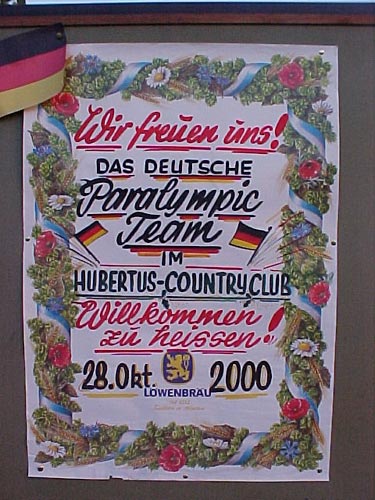 Wir freuen uns!
DAS DEUTSCHE
Paralympic
Team
IM
HUBERTUS-COUNTRY.CLUB
Willkommen
zu heissen!
28.Okt. 2000
LÖWENBRÄU